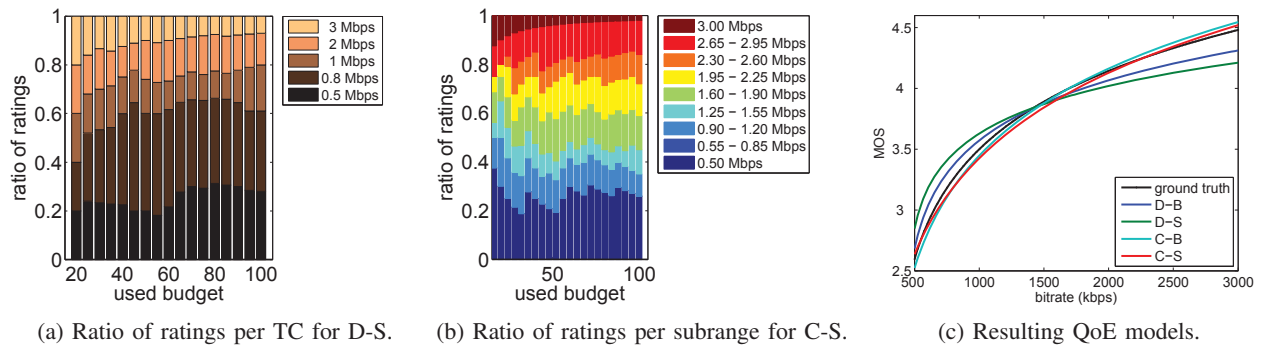 1
0.8
0.6
0.4
0.2
0
ratio of ratings
20 40 60 80 100
used budget
3 Mbps
2 Mbps
1 Mbps
0.8 Mbps
0.5 Mbps
(a) Ratio of ratings per TC for D-S.
1
0.8
0.6
0.4
0.2
0
ratio of ratings
50 100
used budget
3.00 Mbps
2.65 − 2.95 Mbps
2.30 − 2.60 Mbps
1.95 − 2.25 Mbps
1.60 − 1.90 Mbps
1.25 − 1.55 Mbps
0.90 − 1.20 Mbps
0.55 − 0.85 Mbps
0.50 Mbps
(b) Ratio of ratings per subrange for C-S.
4.5
4
3.5
3
2.5
MOS
500 1000 1500 2000 2500 3000
bitrate (kbps)
ground truth
D−B
D−S
C−B
C−S
(c) Resulting QoE models.